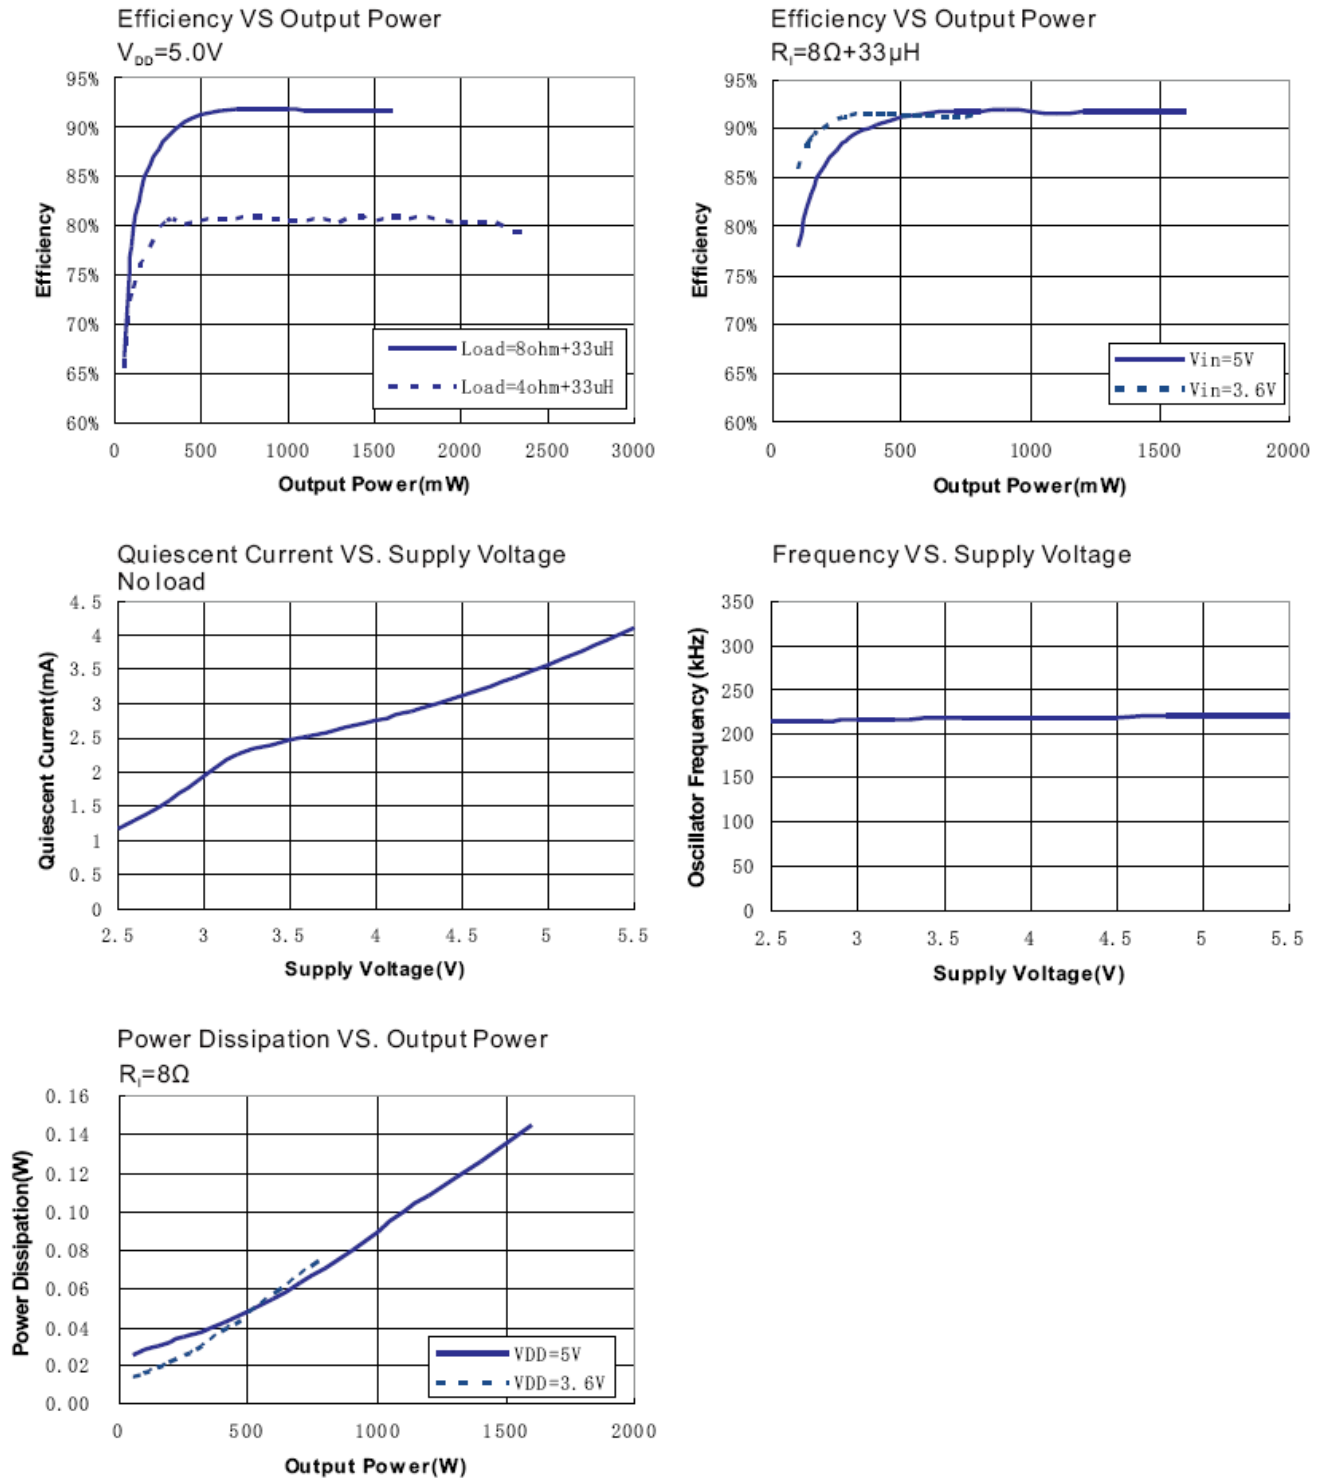 Efficiency VS Output Power
V_DD=5.0V
95%
90%
85%
80%
75%
70%
65%
60%
Efficiency
Load=8ohm+33uH
Load=4ohm+33uH
0 500 1000 1500 2000 2500 3000
Output Power(mW)
Efficiency VS Output Power
R_l=8Ω+33µH
95%
90%
85%
80%
75%
70%
65%
60%
Efficiency
Vin=5V
Vin=3.6V
0 500 1000 1500 2000
Output Power(mW)
Quiescent Current VS. Supply Voltage
No load
4.5
4
3.5
3
2.5
2
1.5
1
0.5
0
Quiescent Current(mA)
2.5 3 3.5 4 4.5 5 5.5
Supply Voltage(V)
Frequency VS. Supply Voltage
350
300
250
200
150
100
50
0
Oscillator Frequency (kHz)
2.5 3 3.5 4 4.5 5 5.5
Supply Voltage(V)
Power Dissipation VS. Output Power
R_l=8Ω
0.16
0.14
0.12
0.10
0.08
0.06
0.04
0.02
0.00
Power Dissipation(W)
VDD=5V
VDD=3.6V
0 500 1000 1500 2000
Output Power(W)